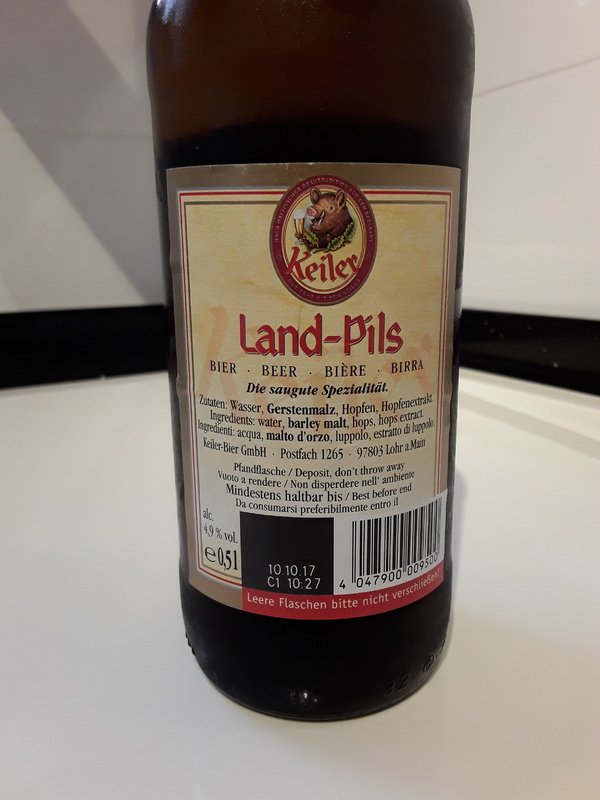 Keiler
Land-Pils
BIER · BEER · BIÈRE · BIRRA
Die saugute Spezialität.
Zutaten: Wasser, Gerstenmalz, Hopfen, Hopfenextrakt.
Ingredients: water, barley malt, hops, hops extract.
Ingredienti: acqua, malto d'orzo, luppolo, estratto di luppolo.
Keiler-Bier GmbH · Postfach 1265 · 97803 Lohr a.Main
Pfandflasche / Deposit, don't throw away
Vuoto a rendere / Non disperdere nell' ambiente
Mindestens haltbar bis / Best before end
Da consumarsi preferibilmente entro il
alc.
4,9 % vol.
℮ 0,5 l
10.10.17
C1 10:27
4 047900 009500
Leere Flaschen bitte nicht verschließen!